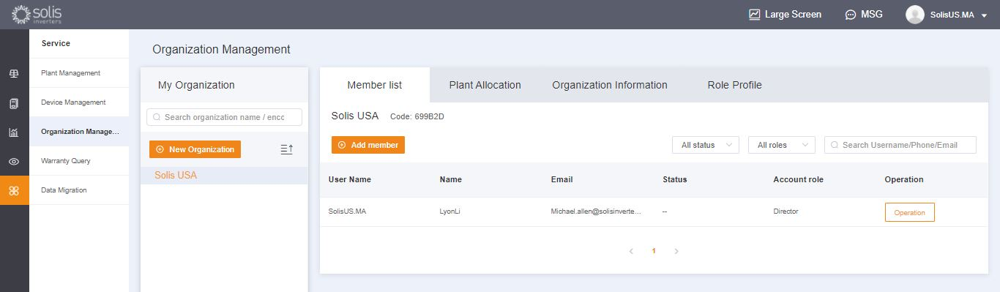 solis
inverters
Large Screen
MSG
SolisUS.MA
Service
Plant Management
Device Management
Organization Manage...
Warranty Query
Data Migration
Organization Management
My Organization
Search organization name / encc
New Organization
Solis USA
Member list Plant Allocation Organization Information Role Profile
Solis USA Code: 699B2D
Add member
All status
All roles
Search Username/Phone/Email
User Name Name Email Status Account role Operation
SolisUS.MA LyonLi Michael.allen@solisinverte... -- Director Operation
1